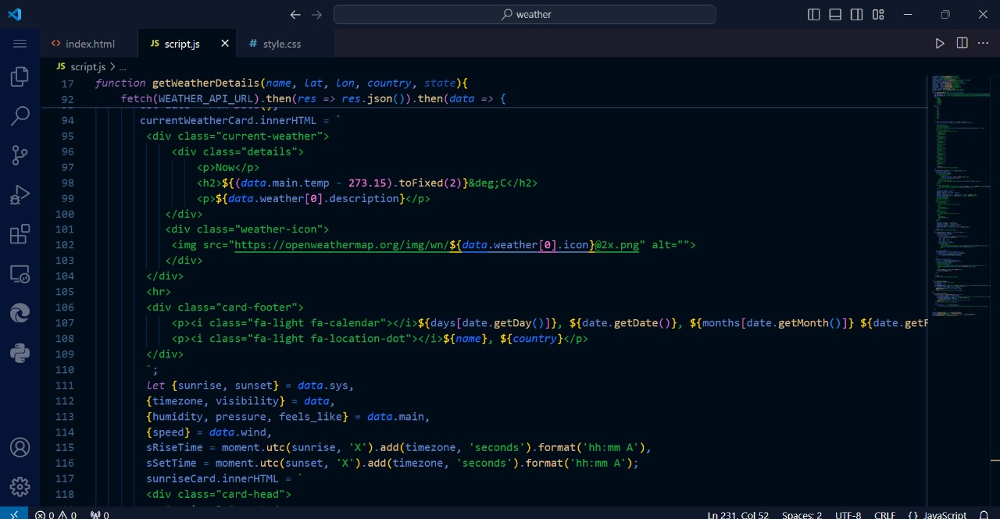 weather
index.html
JS script.js
# style.css
JS script.js > ...
17 function getWeatherDetails(name, lat, lon, country, state){
92 fetch(WEATHER_API_URL).then(res => res.json()).then(data => {
94 currentWeatherCard.innerHTML = `
95 <div class="current-weather">
96 <div class="details">
97 <p>Now</p>
98 <h2>${(data.main.temp - 273.15).toFixed(2)}&deg;C</h2>
99 <p>${data.weather[0].description}</p>
100 </div>
101 <div class="weather-icon">
102 <img src="https://openweathermap.org/img/wn/${data.weather[0].icon}@2x.png" alt="">
103 </div>
104 </div>
105 <hr>
106 <div class="card-footer">
107 <p><i class="fa-light fa-calendar"></i>${days[date.getDay()]}, ${date.getDate()}, ${months[date.getMonth()]} ${date.getF
108 <p><i class="fa-light fa-location-dot"></i>${name}, ${country}</p>
109 </div>
110 `;
111 let {sunrise, sunset} = data.sys,
112 {timezone, visibility} = data,
113 {humidity, pressure, feels_like} = data.main,
114 {speed} = data.wind,
115 sRiseTime = moment.utc(sunrise, 'X').add(timezone, 'seconds').format('hh:mm A'),
116 sSetTime = moment.utc(sunset, 'X').add(timezone, 'seconds').format('hh:mm A');
117 sunriseCard.innerHTML = `
118 <div class="card-head">
0 0 0 Ln 231, Col 52 Spaces: 2 UTF-8 CRLF {} JavaScript